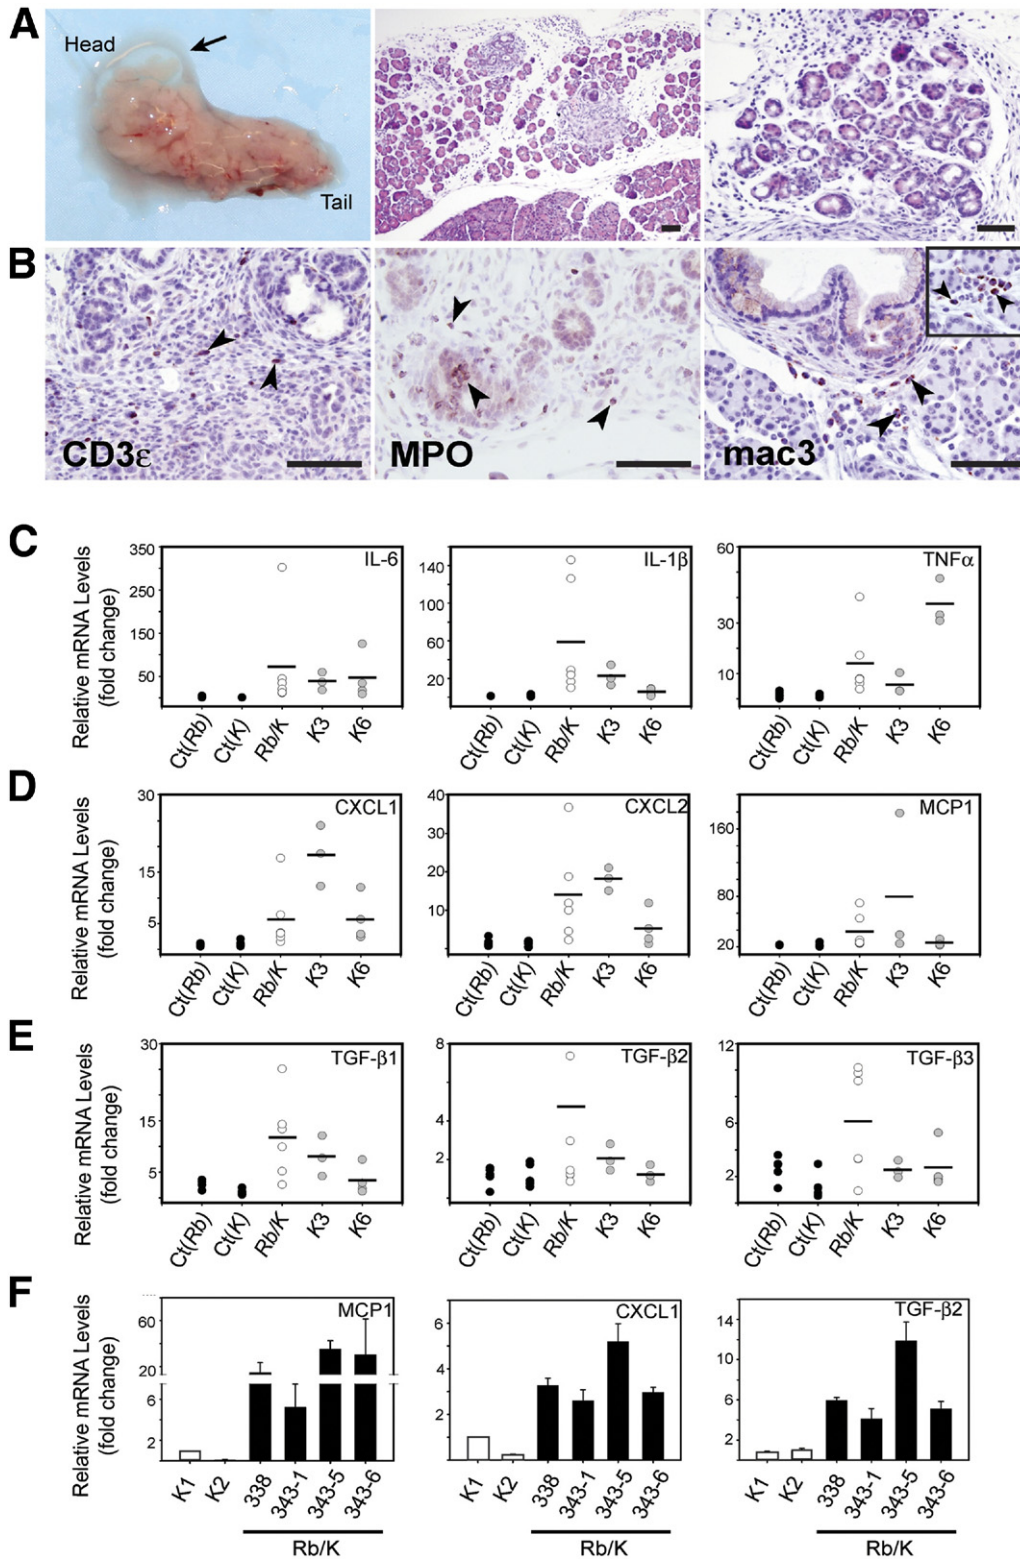 A
Head
Tail
B
CD3ε
MPO
mac3
C
Relative mRNA Levels
(fold change)
350
250
150
50
IL-6
Ct(Rb)
Ct(K)
Rb/K
K3
K6
140
100
60
20
IL-1β
Ct(Rb)
Ct(K)
Rb/K
K3
K6
60
30
10
TNFα
Ct(Rb)
Ct(K)
Rb/K
K3
K6
D
Relative mRNA Levels
(fold change)
30
15
5
CXCL1
Ct(Rb)
Ct(K)
Rb/K
K3
K6
40
30
20
10
CXCL2
Ct(Rb)
Ct(K)
Rb/K
K3
K6
160
80
20
MCP1
Ct(Rb)
Ct(K)
Rb/K
K3
K6
E
Relative mRNA Levels
(fold change)
30
15
5
TGF-β1
Ct(Rb)
Ct(K)
Rb/K
K3
K6
8
4
2
TGF-β2
Ct(Rb)
Ct(K)
Rb/K
K3
K6
12
6
2
TGF-β3
Ct(Rb)
Ct(K)
Rb/K
K3
K6
F
Relative mRNA Levels
(fold change)
60
20
6
2
MCP1
K1
K2
338
343-1
343-5
343-6
Rb/K
6
4
2
CXCL1
K1
K2
338
343-1
343-5
343-6
Rb/K
14
10
6
2
TGF-β2
K1
K2
338
343-1
343-5
343-6
Rb/K